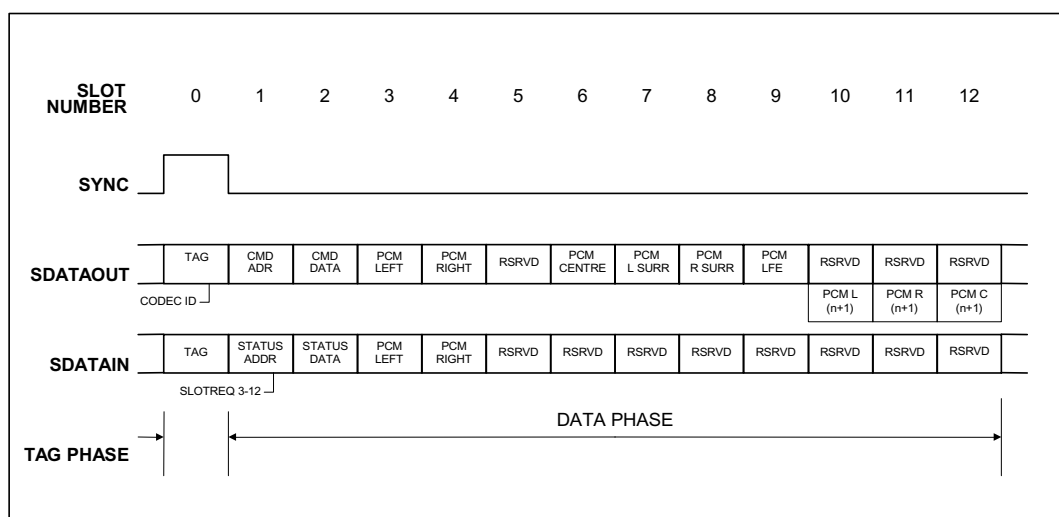 SLOT NUMBER 0 1 2 3 4 5 6 7 8 9 10 11 12
SYNC
SDATAOUT TAG CMD ADR CMD DATA PCM LEFT PCM RIGHT RSRVD PCM CENTRE PCM L SURR PCM R SURR PCM LFE RSRVD RSRVD RSRVD
CODEC ID PCM L (n+1) PCM R (n+1) PCM C (n+1)
SDATAIN TAG STATUS ADDR STATUS DATA PCM LEFT PCM RIGHT RSRVD RSRVD RSRVD RSRVD RSRVD RSRVD RSRVD RSRVD
SLOTREQ 3-12
DATA PHASE
TAG PHASE